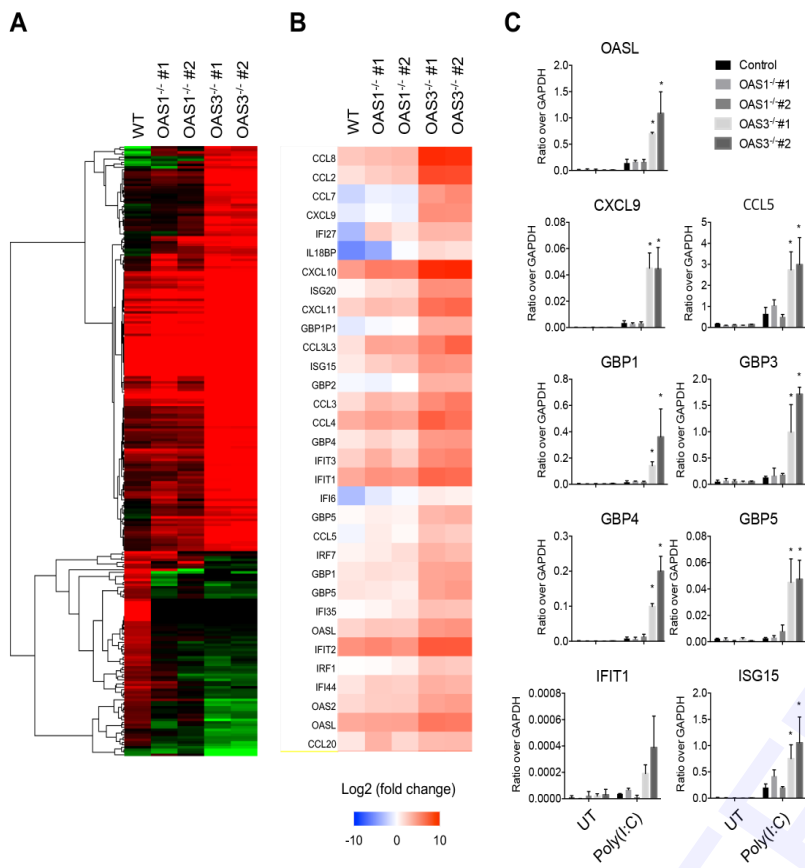 A
WT
OAS1-/- #1
OAS1-/- #2
OAS3-/- #1
OAS3-/- #2
B
WT
OAS1-/- #1
OAS1-/- #2
OAS3-/- #1
OAS3-/- #2
CCL8
CCL2
CCL7
CXCL9
IFI27
IL18BP
CXCL10
ISG20
CXCL11
GBP1P1
CCL3L3
ISG15
GBP2
CCL3
CCL4
GBP4
IFIT3
IFIT1
IFI6
GBP5
CCL5
IRF7
GBP1
GBP5
IFI35
OASL
IFIT2
IRF1
IFI44
OAS2
OASL
CCL20
Log2 (fold change)
-10 0 10
C
OASL
Ratio over GAPDH
2.0
1.5
1.0
0.5
0.0
* *
Control
OAS1-/-#1
OAS1-/-#2
OAS3-/-#1
OAS3-/-#2
CXCL9
Ratio over GAPDH
0.08
0.06
0.04
0.02
0.00
* *
CCL5
Ratio over GAPDH
5
4
3
2
1
0
* *
GBP1
Ratio over GAPDH
0.8
0.6
0.4
0.2
0.0
* *
GBP3
Ratio over GAPDH
2.0
1.5
1.0
0.5
0.0
* *
GBP4
Ratio over GAPDH
0.3
0.2
0.1
0.0
* *
GBP5
Ratio over GAPDH
0.08
0.06
0.04
0.02
0.00
* *
IFIT1
Ratio over GAPDH
0.0008
0.0006
0.0004
0.0002
0.0000
UT
Poly(I:C)
ISG15
Ratio over GAPDH
2.0
1.5
1.0
0.5
0.0
* *
UT
Poly(I:C)